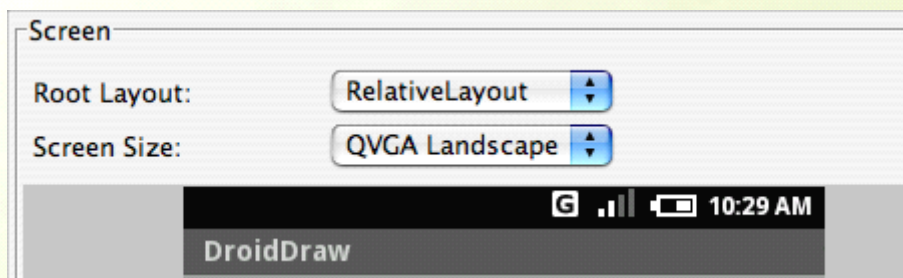 Screen
Root Layout: RelativeLayout
Screen Size: QVGA Landscape
G 10:29 AM
DroidDraw